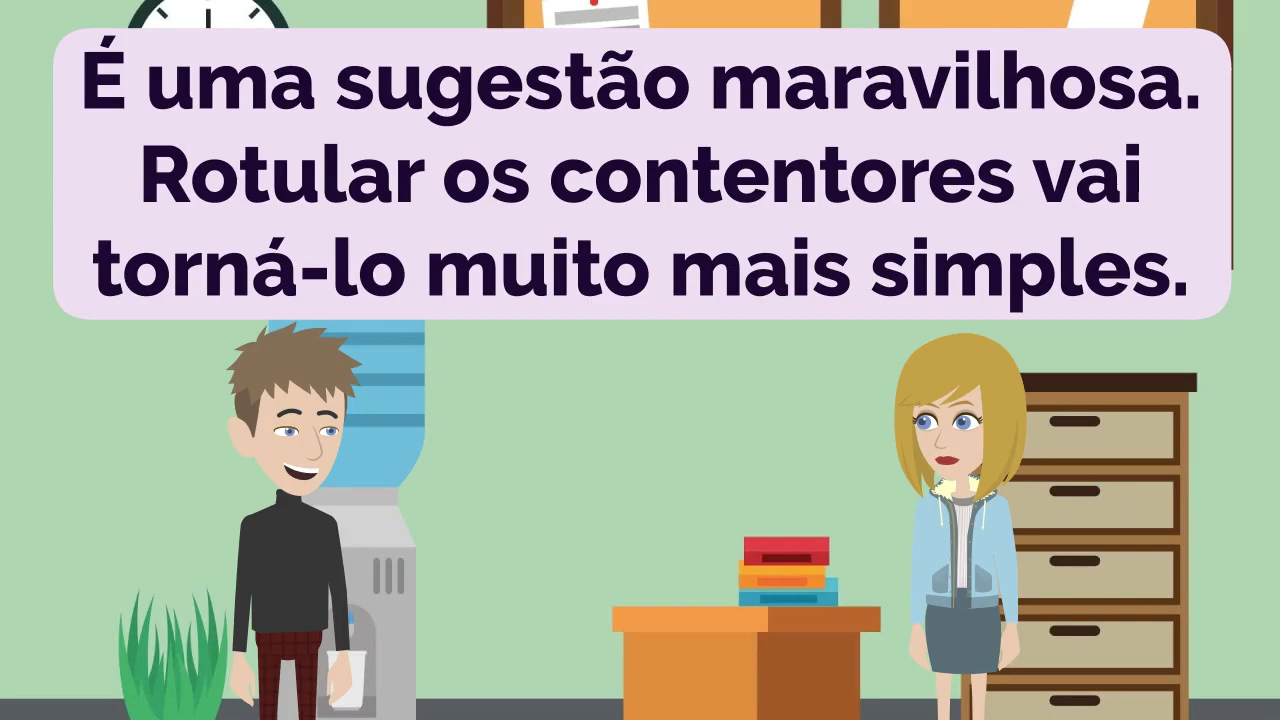 É uma sugestão maravilhosa.
Rotular os contentores vai
torná-lo muito mais simples.